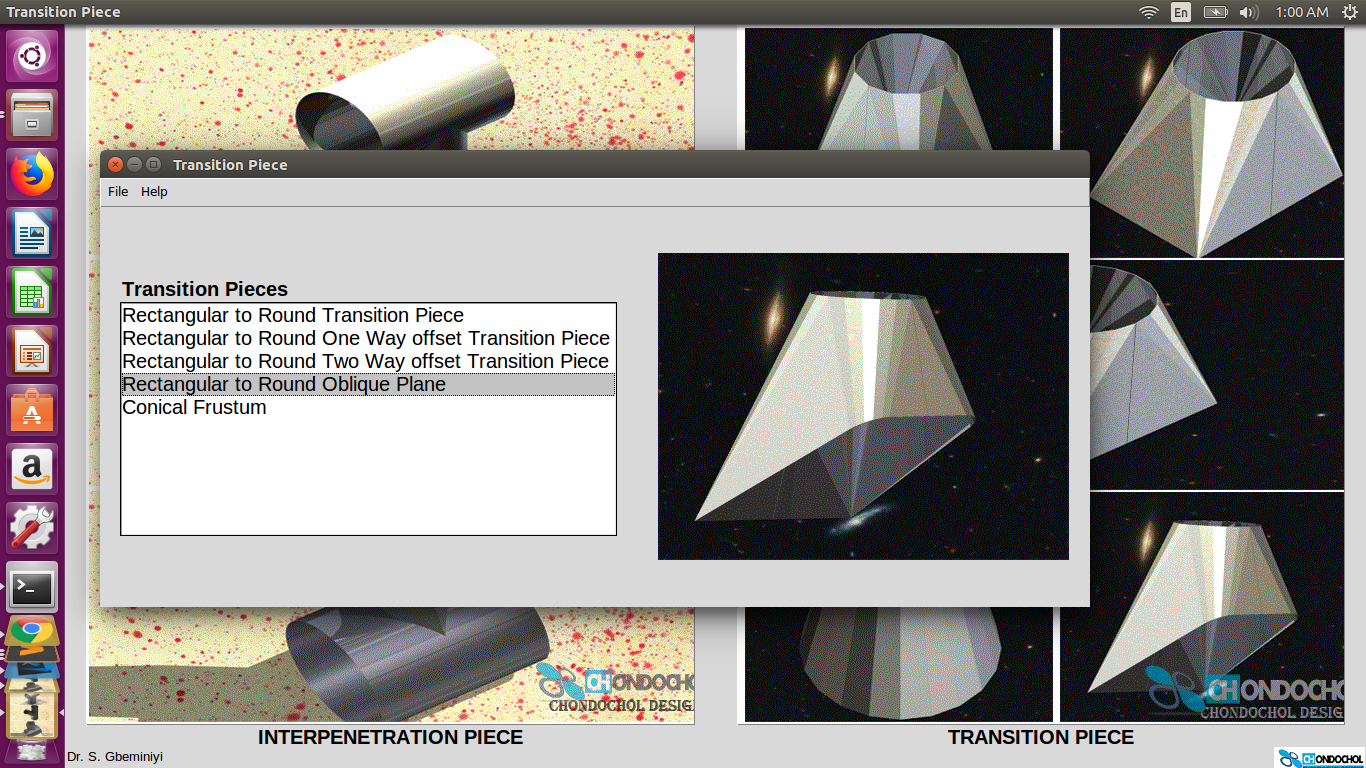 Transition Piece
En
1:00 AM
Transition Piece
File Help
Transition Pieces
Rectangular to Round Transition Piece
Rectangular to Round One Way offset Transition Piece
Rectangular to Round Two Way offset Transition Piece
Rectangular to Round Oblique Plane
Conical Frustum
CHONDOCHOL
CHONDOCHOL DESIG
CHONDOCHOL
CHONDOCHOL DESIG
INTERPENETRATION PIECE
TRANSITION PIECE
Dr. S. Gbeminiyi
CHONDOCHOL